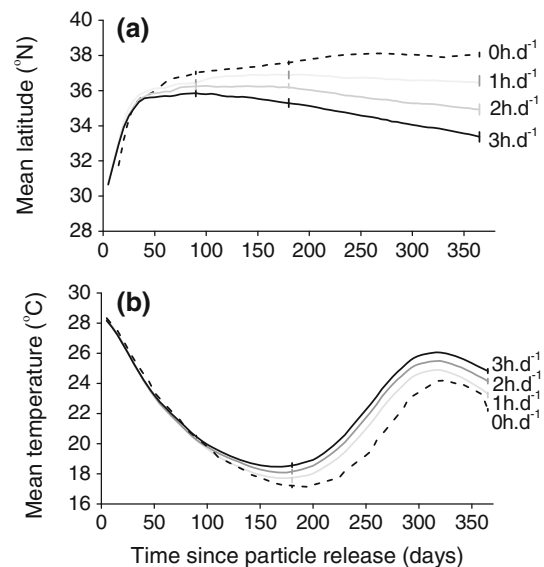 (a)
Mean latitude (°N)
40
38
36
34
32
30
28
0 50 100 150 200 250 300 350
0h.d⁻¹
1h.d⁻¹
2h.d⁻¹
3h.d⁻¹
(b)
Mean temperature (°C)
30
28
26
24
22
20
18
16
0 50 100 150 200 250 300 350
3h.d⁻¹
2h.d⁻¹
1h.d⁻¹
0h.d⁻¹
Time since particle release (days)